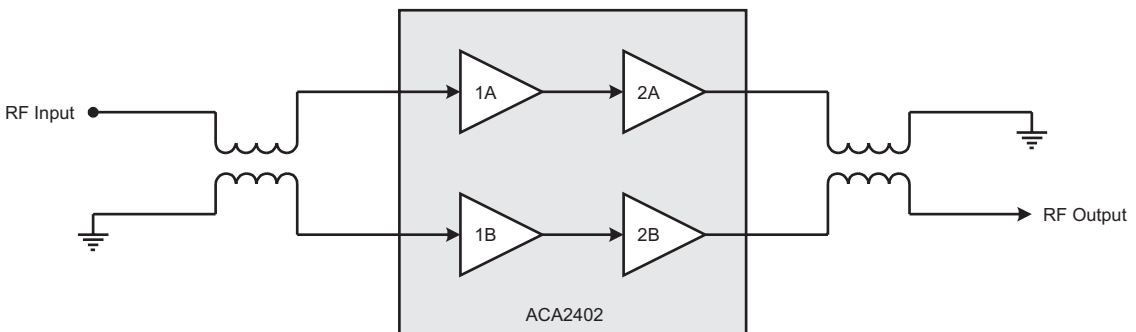 RF Input
1A
2A
1B
2B
RF Output
ACA2402